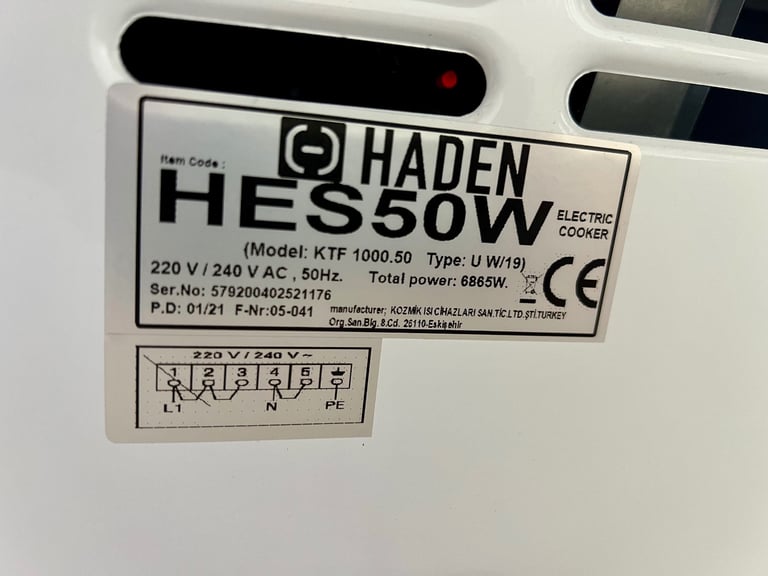 HADEN
Item Code :
HES50W ELECTRIC COOKER
(Model: KTF 1000.50 Type: U W/19)
220 V / 240 V AC , 50Hz. Total power: 6865W. CE
Ser.No: 579200402521176
P.D: 01/21 F-Nr:05-041 manufacturer; KOZMIK ISI CİHAZLARI SAN.TİC.LTD.ŞTİ.TURKEY
Org.San.Blg. 8.Cd. 26110-Eskişehir
220 V / 240 V~
1 2 3 4 5
L1 N PE